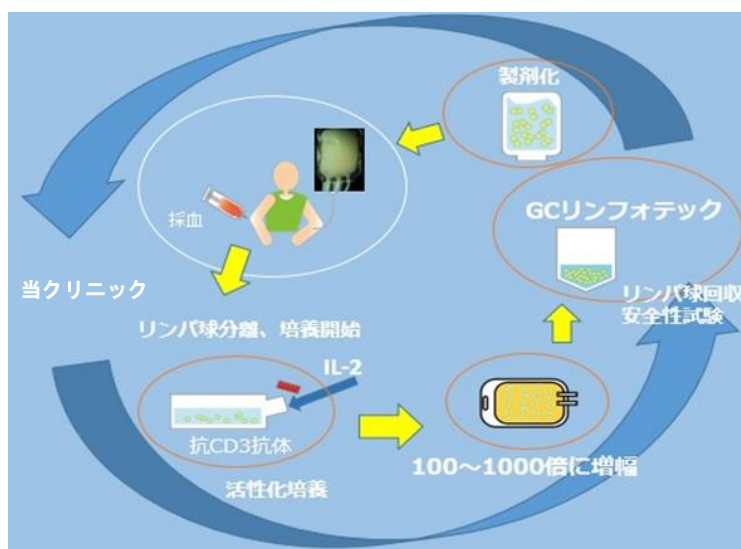 製剤化
採血
GCリンフォテック
当クリニック
リンパ球回収
安全性試験
リンパ球分離、培養開始
IL-2
抗CD3抗体
活性化培養
100～1000倍に増幅